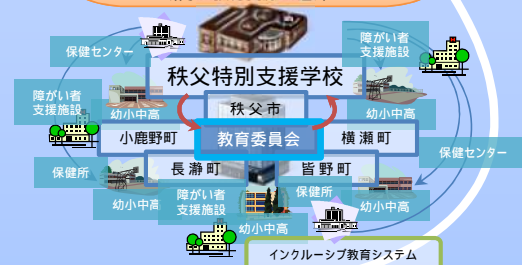 保健センター
障がい者
支援施設
秩父特別支援学校
障がい者
支援施設
幼小中高
秩父市
幼小中高
小鹿野町
教育委員会
横瀬町
保健センター
保健所
長瀞町
皆野町
幼小中高
障がい者
支援施設
保健所
幼小中高
幼小中高
インクルーシブ教育システム